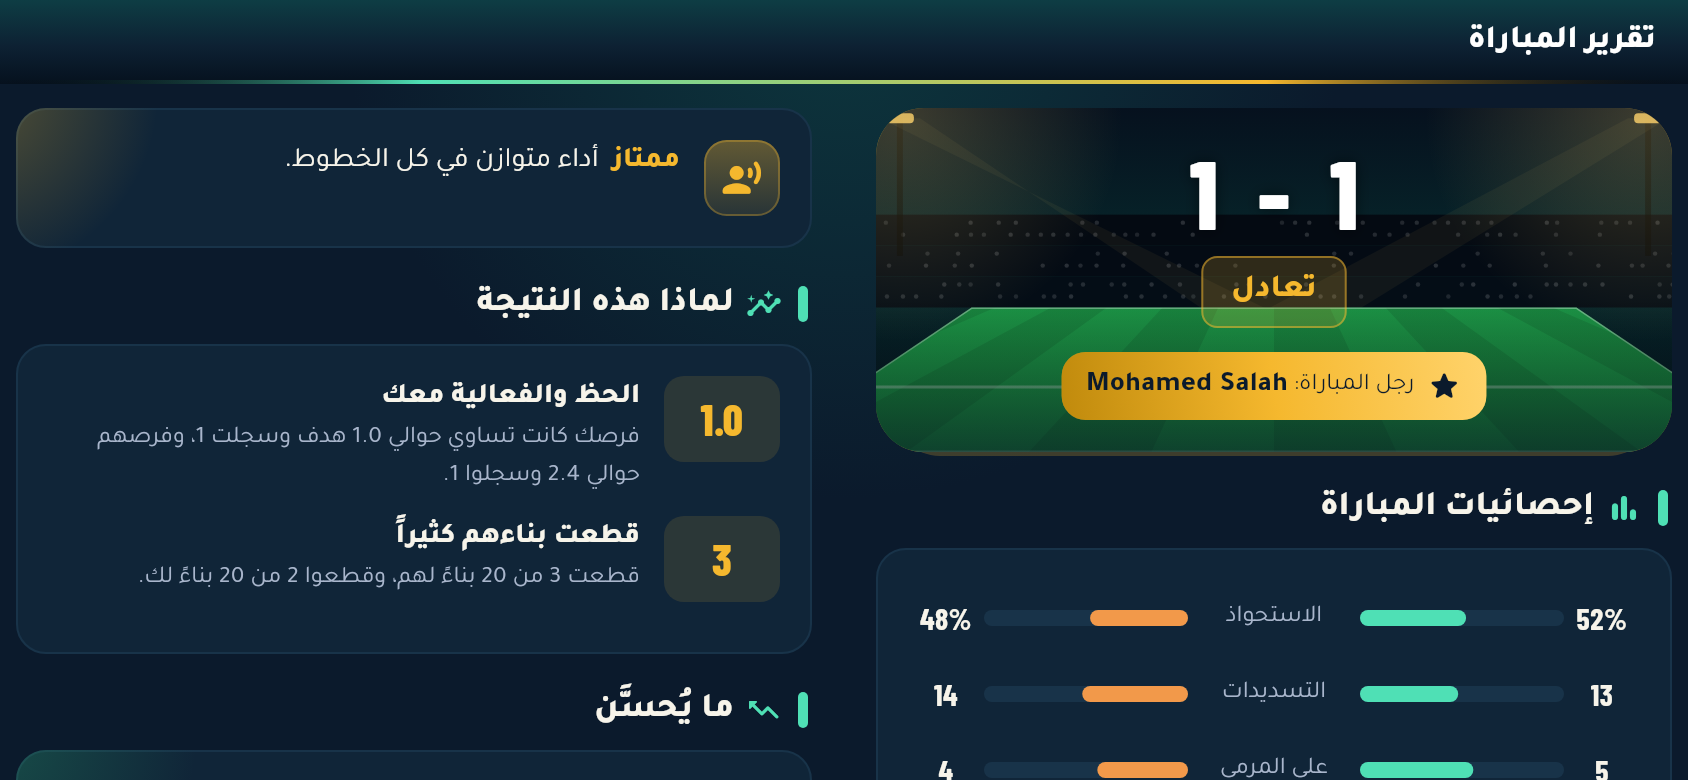 تقرير المباراة
1 - 1
تعادل
رجل المباراة: Mohamed Salah
إحصائيات المباراة
52% الاستحواذ 48%
13 التسديدات 14
5 على المرمى 4
ممتاز أداء متوازن في كل الخطوط.
لماذا هذه النتيجة
1.0
الحظ والفعالية معك
فرصك كانت تساوي حوالي 1.0 هدف وسجلت 1، وفرصهم
حوالي 2.4 وسجلوا 1.
3
قطعت بناءهم كثيراً
قطعت 3 من 20 بناءً لهم، وقطعوا 2 من 20 بناءً لك.
ما يُحسَّن